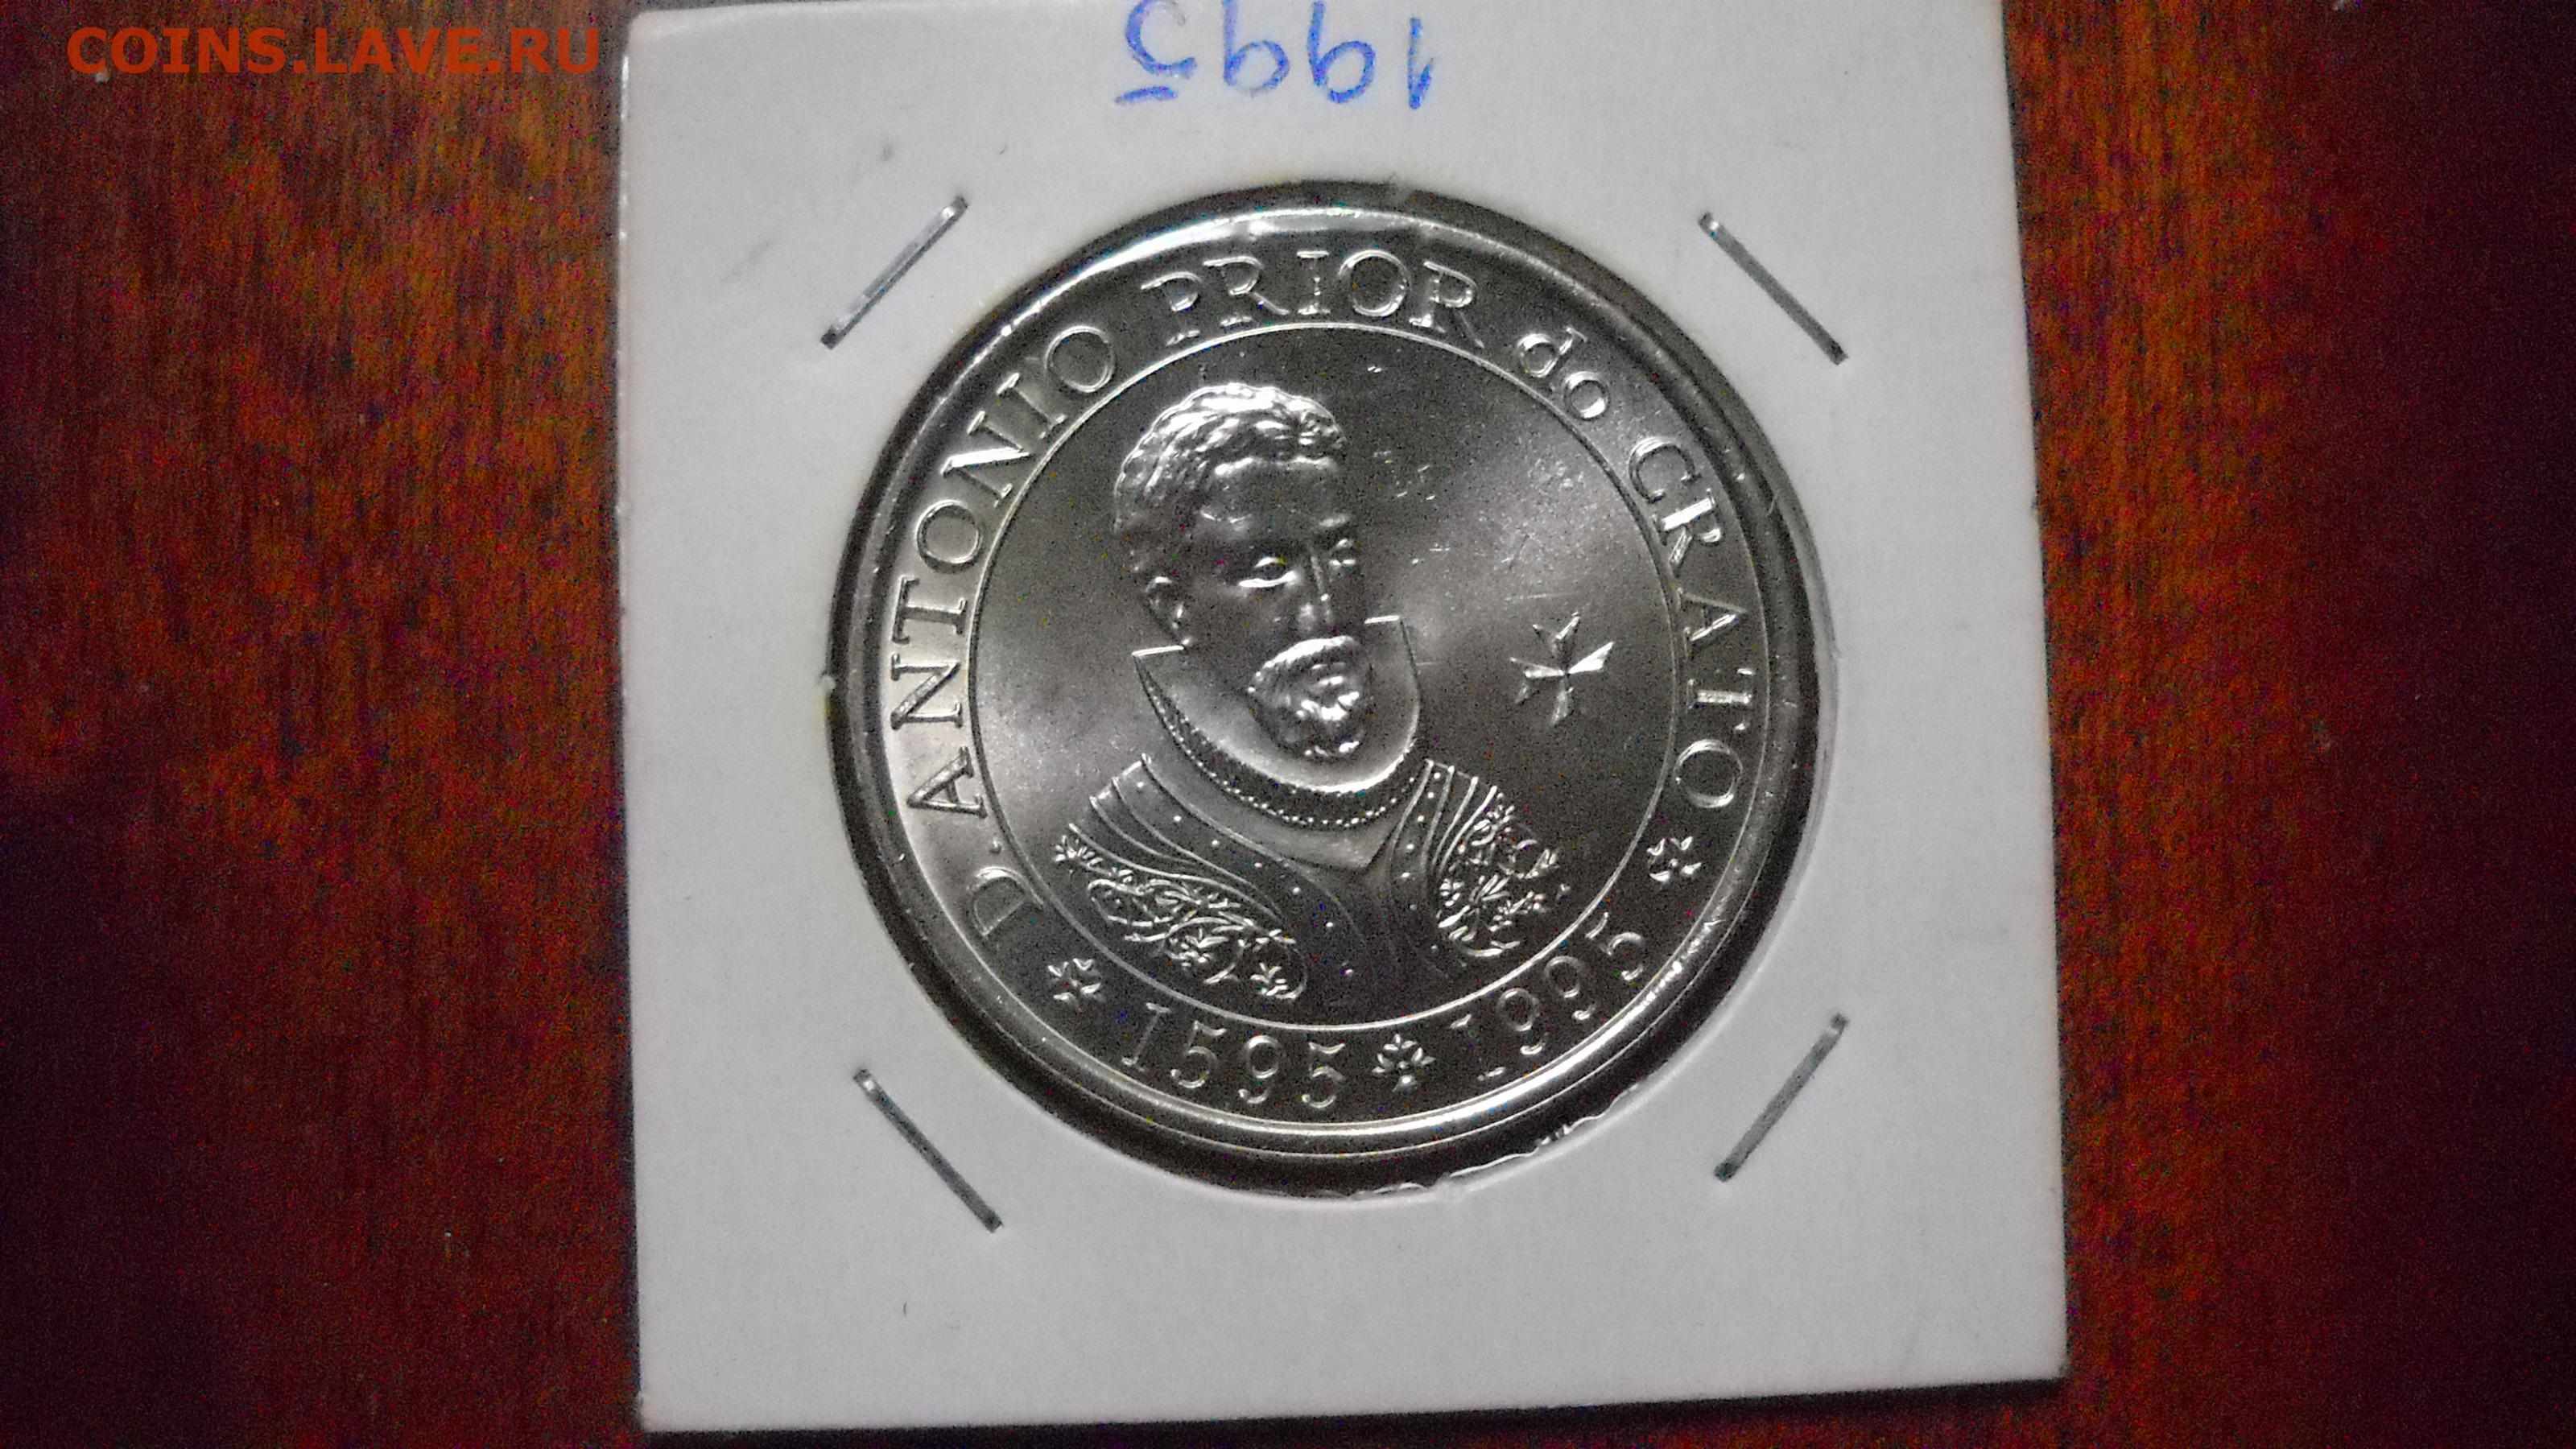 COINS.LAVE.RU
1995
D. ANTONIO PRIOR do CRATO
1595 1995